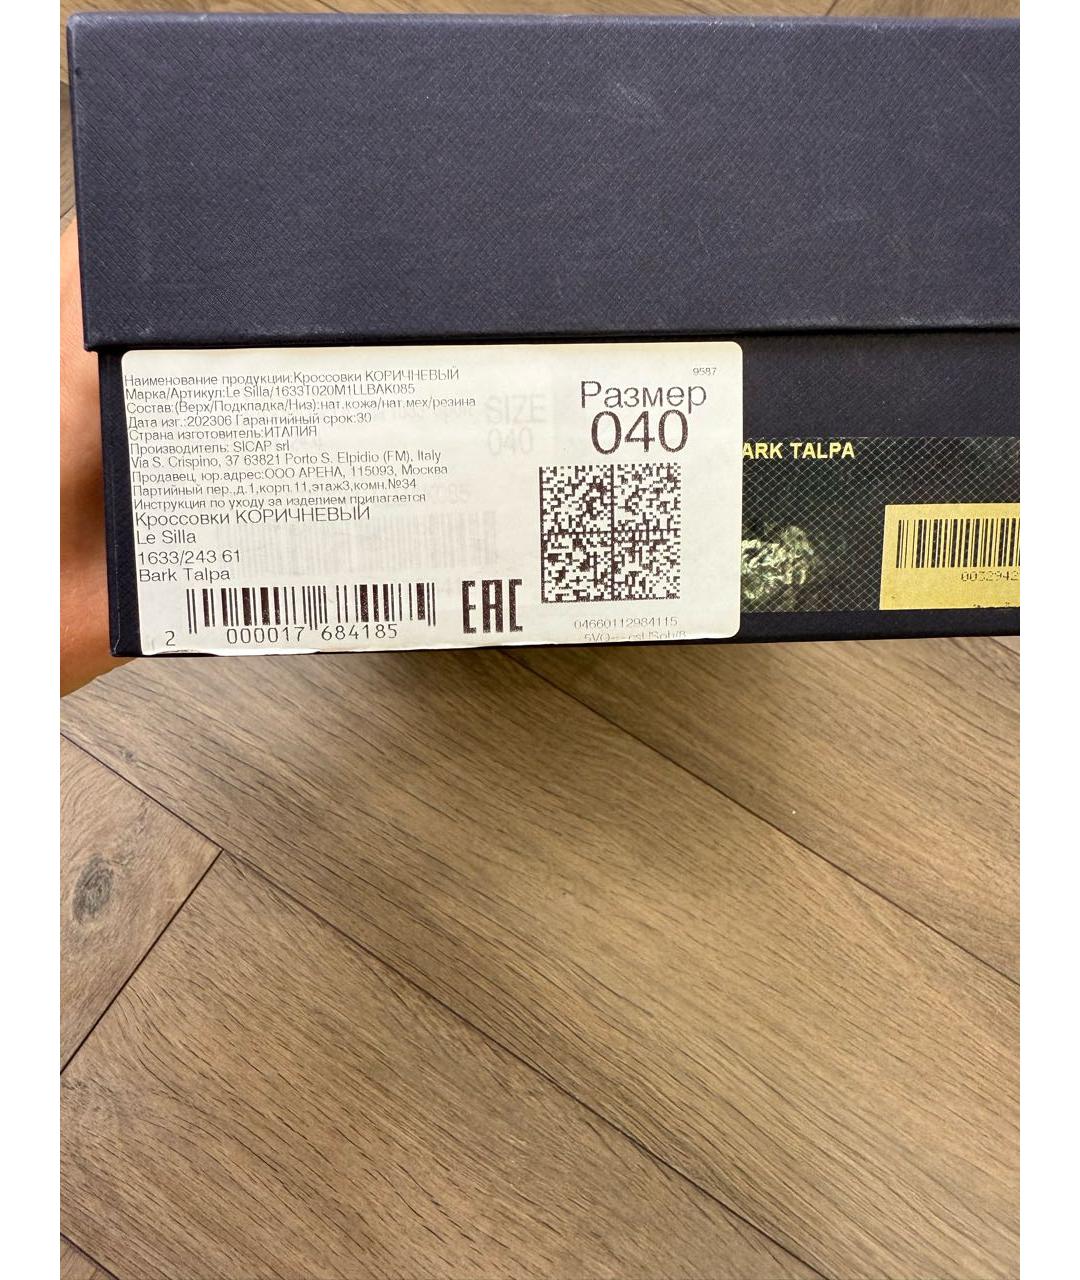 9587
Наименование продукции:Кроссовки КОРИЧНЕВЫЙ
Марка/Артикул:Le Silla/1633T020M1LLBAK085
Состав:(Верх/Подкладка/Низ):нат.кожа/нат.мех/резина
Дата изг.:202306 Гарантийный срок:30
Страна изготовитель:ИТАЛИЯ
Производитель: SICAP srl
Via S. Crispino, 37 63821 Porto S. Elpidio (FM), Italy
Продавец, юр.адрес:ООО АРЕНА, 115093, Москва
Партийный пер.,д.1,корп.11,этаж3,комн.№34
Инструкция по уходу за изделием прилагается
Кроссовки КОРИЧНЕВЫЙ
Le Silla
1633/243 61
Bark Talpa
2 000017 684185
EAC
SIZE
040
Размер
040
04660112984115
ARK TALPA
0032942